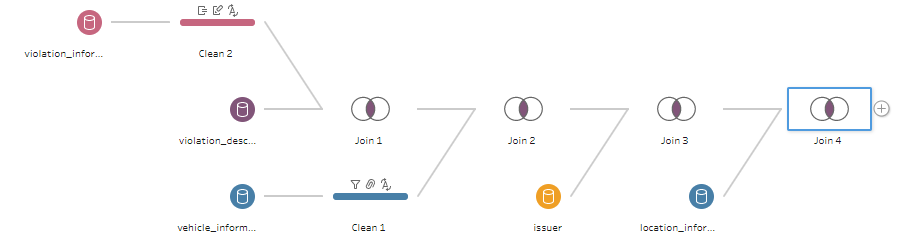 violation_infor...
Clean 2
violation_desc...
Join 1
Join 2
Join 3
Join 4
vehicle_inform...
Clean 1
issuer
location_infor...